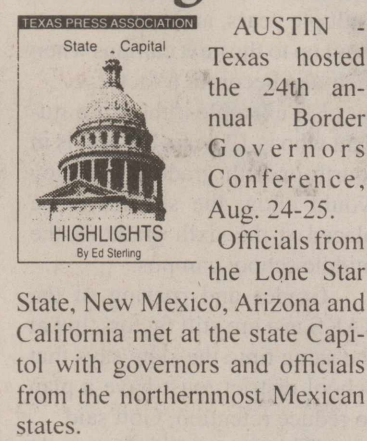 TEXAS PRESS ASSOCIATION
State Capital
HIGHLIGHTS
By Ed Sterling
AUSTIN -
Texas hosted
the 24th an-
nual Border
Governors
Conference,
Aug. 24-25.
Officials from
the Lone Star
State, New Mexico, Arizona and
California met at the state Capi-
tol with governors and officials
from the northernmost Mexican
states.